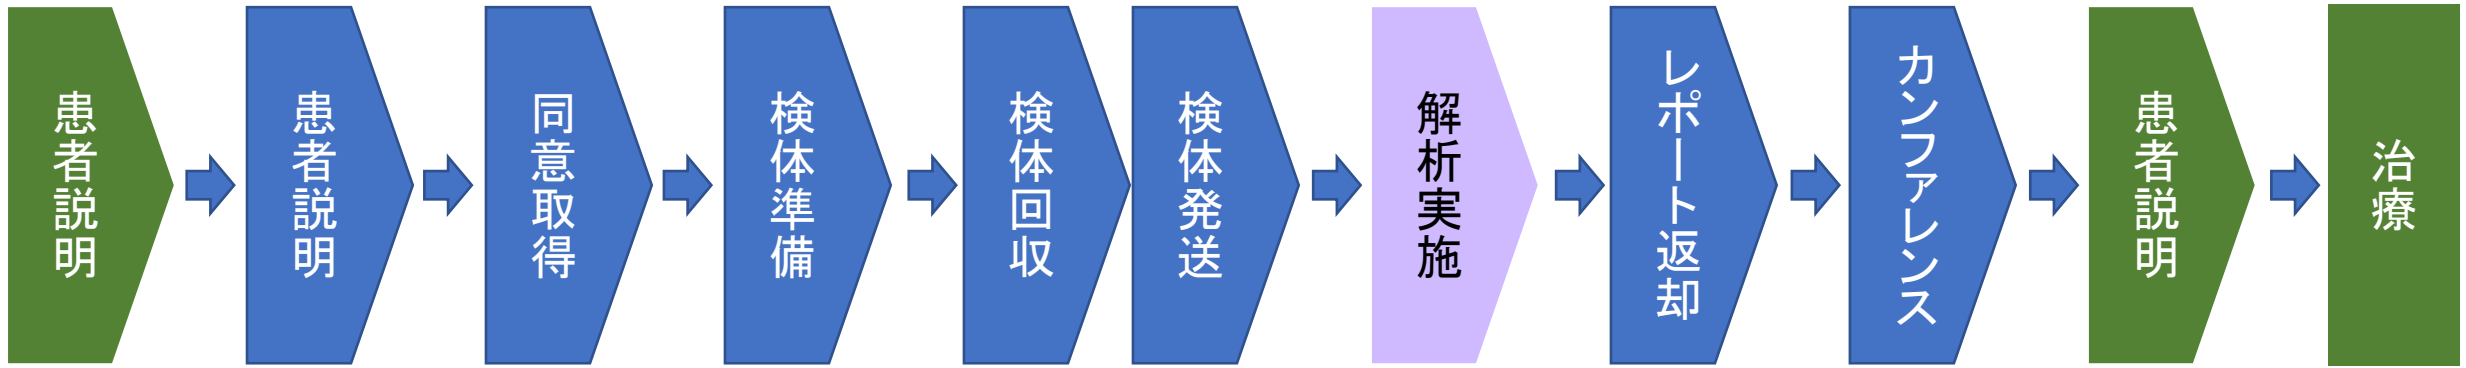 患者説明
患者説明
同意取得
検体準備
検体回収
検体発送
解析実施
レポート返却
カンファレンス
患者説明
治療